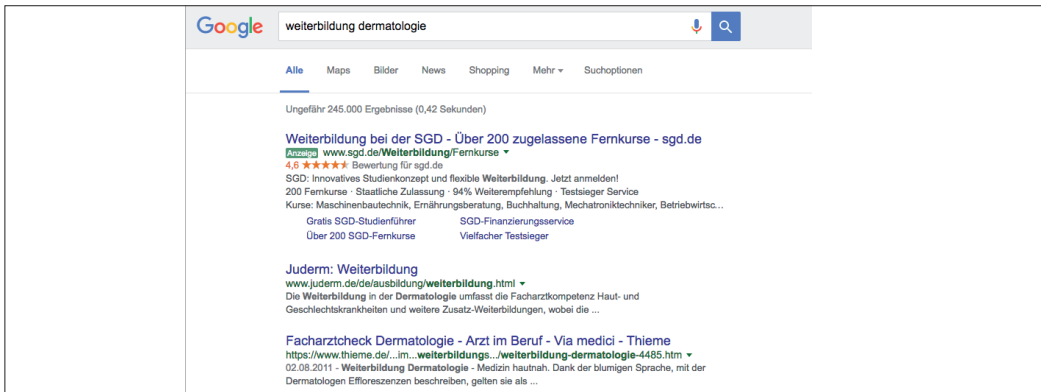 Google weiterbildung dermatologie
Alle Maps Bilder News Shopping Mehr Suchoptionen
Ungefähr 245.000 Ergebnisse (0,42 Sekunden)
Weiterbildung bei der SGD - Über 200 zugelassene Fernkurse - sgd.de
Anzeige www.sgd.de/Weiterbildung/Fernkurse
4,6 ★★★★★ Bewertung für sgd.de
SGD: Innovatives Studienkonzept und flexible Weiterbildung. Jetzt anmelden!
200 Fernkurse · Staatliche Zulassung · 94% Weiterempfehlung · Testsieger Service
Kurse: Maschinenbautechnik, Ernährungsberatung, Buchhaltung, Mechatroniktechniker, Betriebwirtsc...
Gratis SGD-Studienführer SGD-Finanzierungsservice
Über 200 SGD-Fernkurse Vielfacher Testsieger
Juderm: Weiterbildung
www.juderm.de/de/ausbildung/weiterbildung.html
Die Weiterbildung in der Dermatologie umfasst die Facharztkompetenz Haut- und
Geschlechtskrankheiten und weitere Zusatz-Weiterbildungen, wobei die ...
Facharztcheck Dermatologie - Arzt im Beruf - Via medici - Thieme
https://www.thieme.de/...im...weiterbildungs.../weiterbildung-dermatologie-4485.htm
02.08.2011 - Weiterbildung Dermatologie - Medizin hautnah. Dank der blumigen Sprache, mit der
Dermatologen Effloreszenzen beschreiben, gelten sie als ...